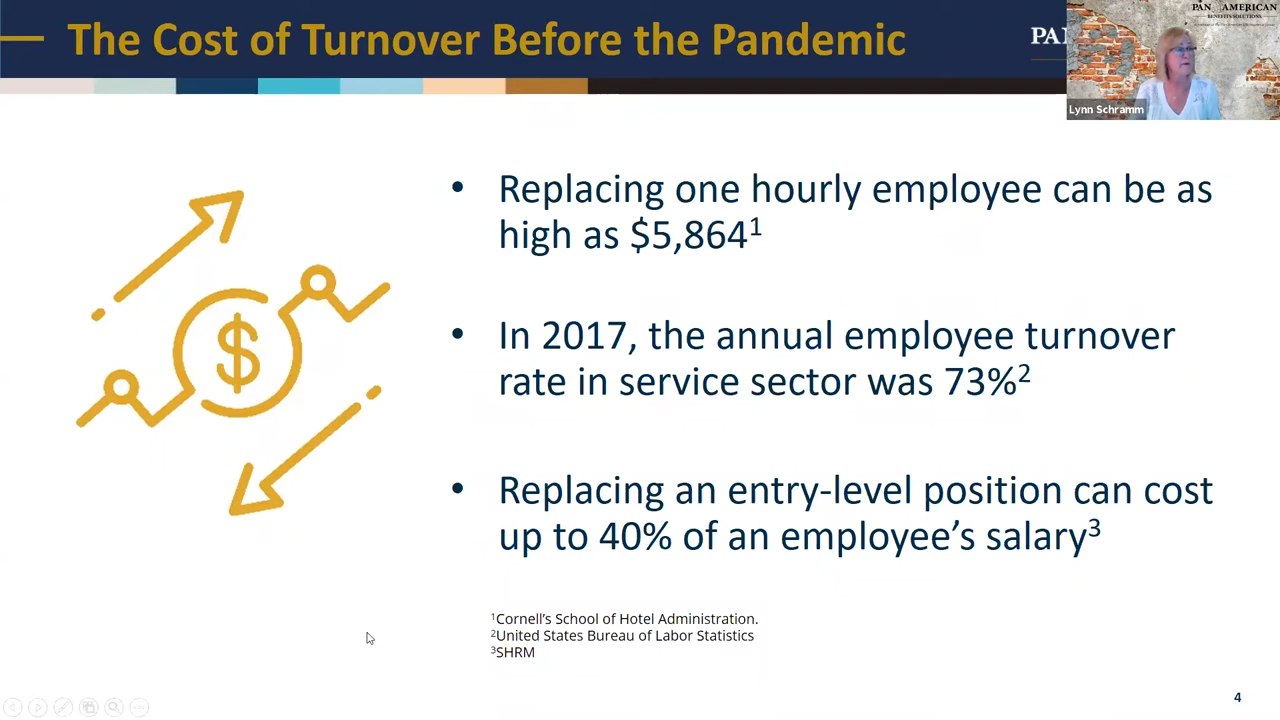 The Cost of Turnover Before the Pandemic
PAN AMERICAN
BENEFITS SOLUTIONS
PA
Lynn Schramm
• Replacing one hourly employee can be as
high as $5,864¹
• In 2017, the annual employee turnover
rate in service sector was 73%²
• Replacing an entry-level position can cost
up to 40% of an employee’s salary³
$
¹Cornell’s School of Hotel Administration.
²United States Bureau of Labor Statistics
³SHRM
4